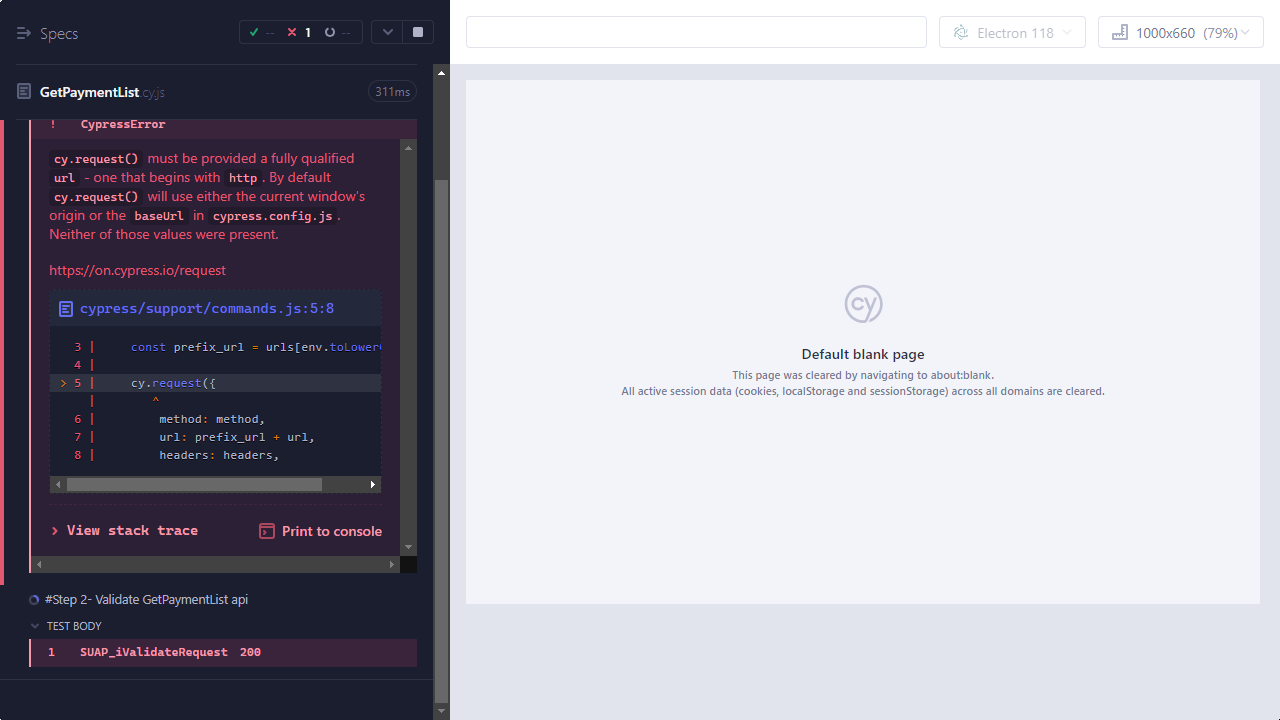 Specs
-- 1 --
Electron 118
1000x660 (79%)
GetPaymentList.cy.js
311ms
! CypressError
cy.request() must be provided a fully qualified
url - one that begins with http. By default
cy.request() will use either the current window's
origin or the baseUrl in cypress.config.js.
Neither of those values were present.
https://on.cypress.io/request
cypress/support/commands.js:5:8
3 | const prefix_url = urls[env.toLower
4 |
> 5 | cy.request({
| ^
6 | method: method,
7 | url: prefix_url + url,
8 | headers: headers,
> View stack trace
Print to console
#Step 2- Validate GetPaymentList api
TEST BODY
1 SUAP_iValidateRequest 200
cy
Default blank page
This page was cleared by navigating to about:blank.
All active session data (cookies, localStorage and sessionStorage) across all domains are cleared.